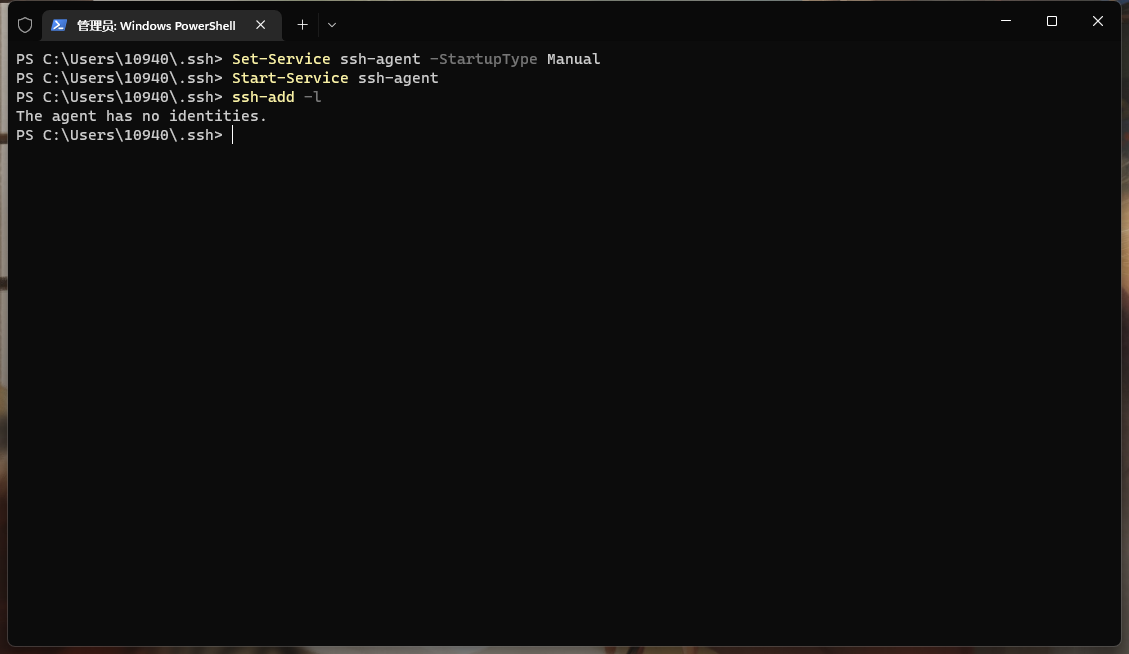 管理员: Windows PowerShell
PS C:\Users\10940\.ssh> Set-Service ssh-agent -StartupType Manual
PS C:\Users\10940\.ssh> Start-Service ssh-agent
PS C:\Users\10940\.ssh> ssh-add -l
The agent has no identities.
PS C:\Users\10940\.ssh>